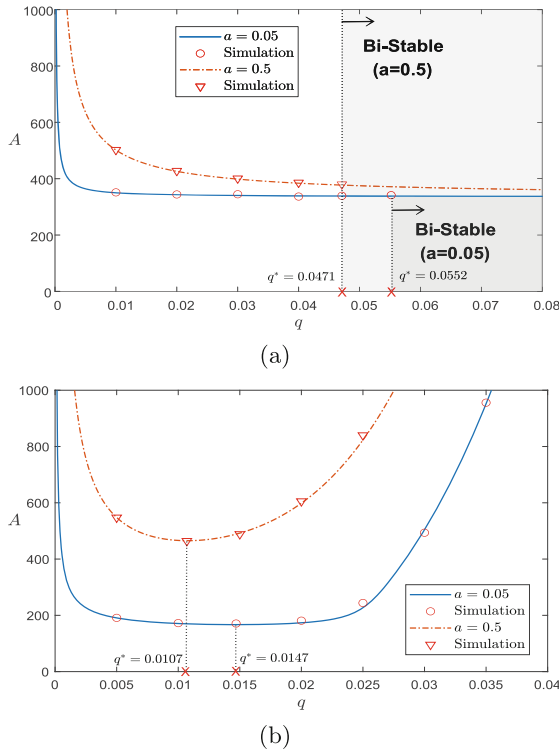 1000
800
600
A
400
200
0
a = 0.05
Simulation
a = 0.5
Simulation
Bi-Stable
(a=0.5)
Bi-Stable
(a=0.05)
q* = 0.0471
q* = 0.0552
0 0.01 0.02 0.03 0.04 0.05 0.06 0.07 0.08
q
(a)
1000
800
600
A
400
200
0
a = 0.05
Simulation
a = 0.5
Simulation
q* = 0.0107
q* = 0.0147
0 0.005 0.01 0.015 0.02 0.025 0.03 0.035 0.04
q
(b)